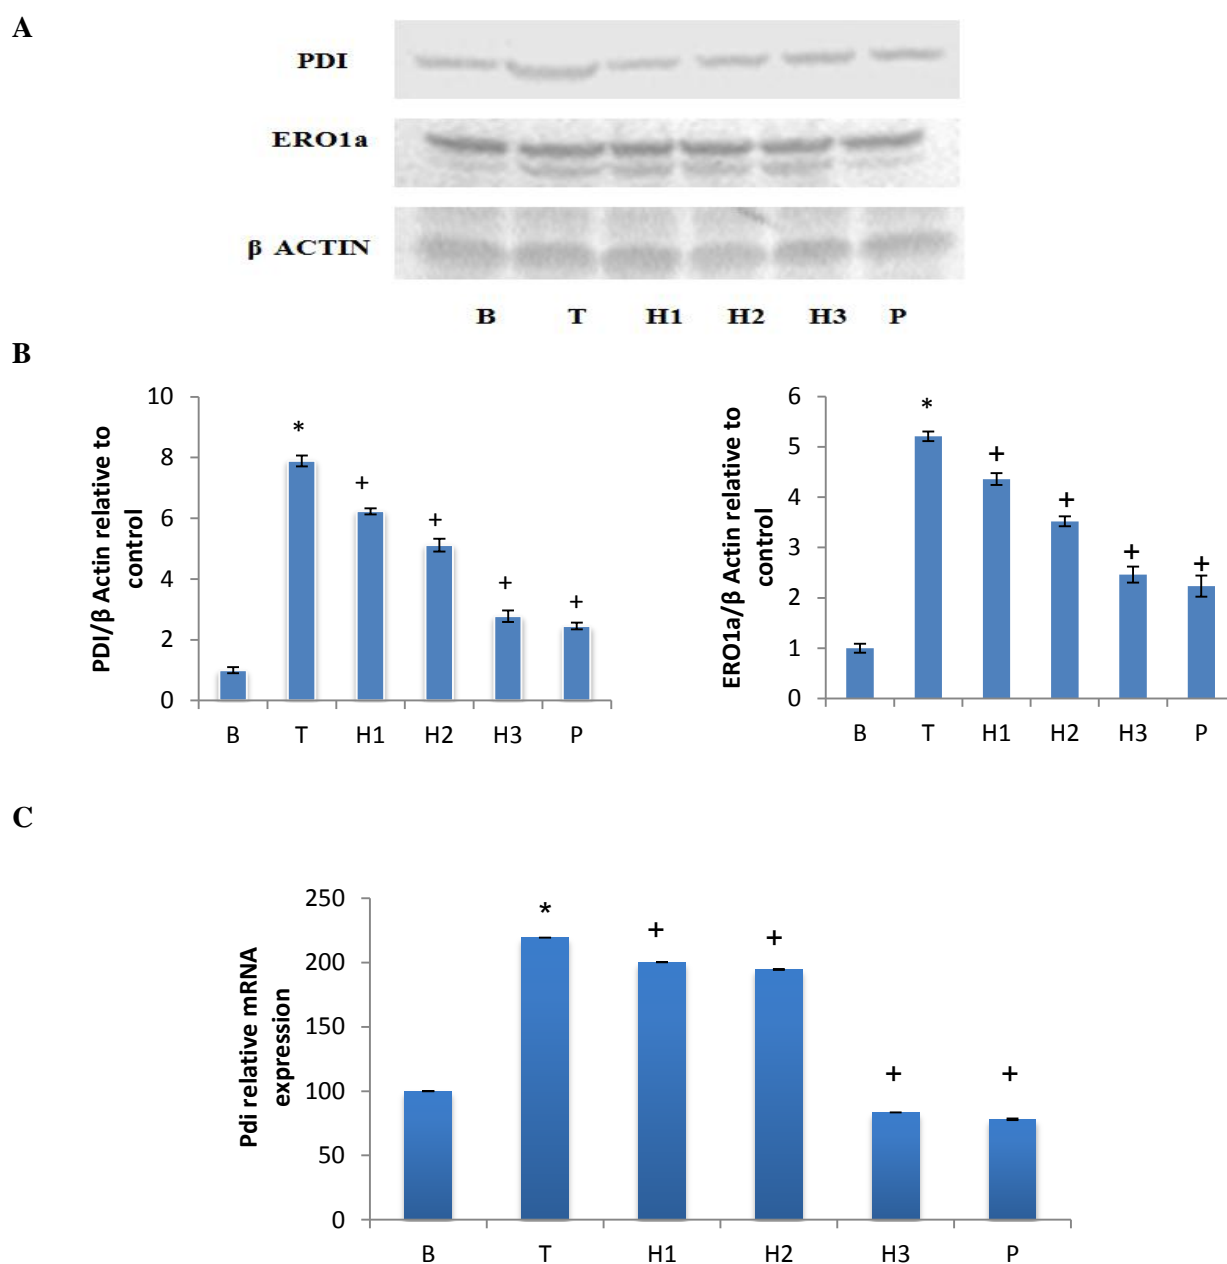 A
PDI
ERO1a
β ACTIN
B T H1 H2 H3 P
B
PDI/β Actin relative to
control
10
8
6
4
2
0
*
+
+
+
+
B T H1 H2 H3 P
ERO1a/β Actin relative to
control
6
5
4
3
2
1
0
*
+
+
+
+
B T H1 H2 H3 P
C
Pdi relative mRNA
expression
250
200
150
100
50
0
*
+
+
+
+
B T H1 H2 H3 P